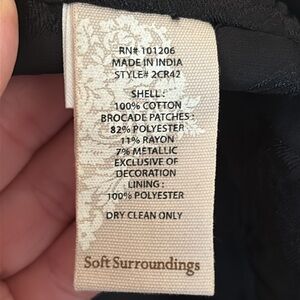 RN# 101206
MADE IN INDIA
STYLE# 2CR42
SHELL:
100% COTTON
BROCADE PATCHES:
82% POLYESTER
11% RAYON
7% METALLIC
EXCLUSIVE OF
DECORATION
LINING:
100% POLYESTER
DRY CLEAN ONLY
Soft Surroundings